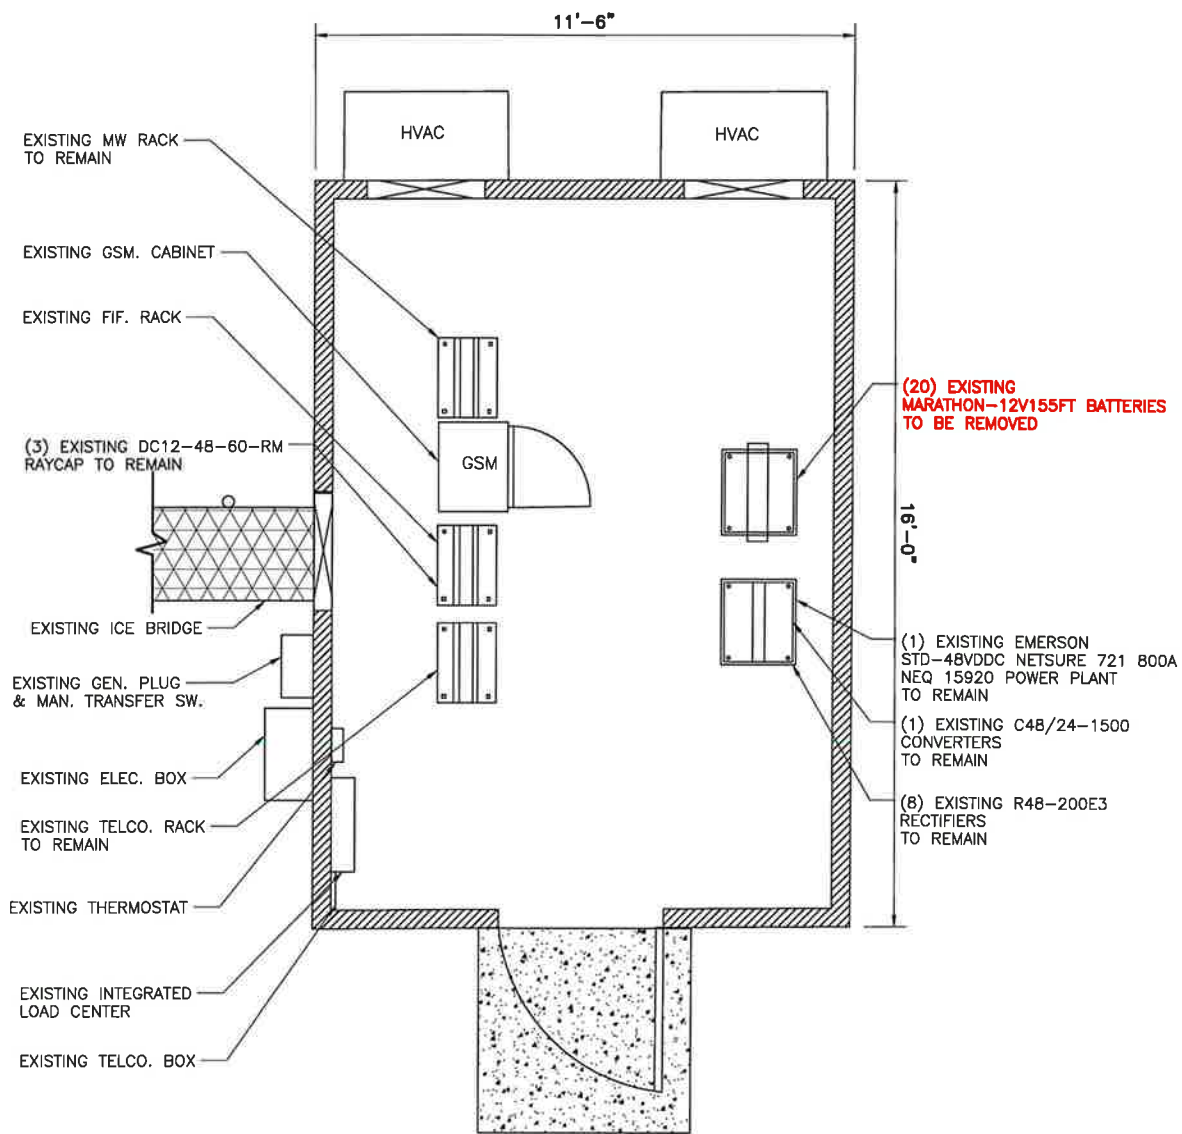 11'-6"
HVAC
HVAC
EXISTING MW RACK
TO REMAIN
EXISTING GSM. CABINET
EXISTING FIF. RACK
(3) EXISTING DC12-48-60-RM
RAYCAP TO REMAIN
GSM
EXISTING ICE BRIDGE
EXISTING GEN. PLUG
& MAN. TRANSFER SW.
EXISTING ELEC. BOX
EXISTING TELCO. RACK
TO REMAIN
EXISTING THERMOSTAT
EXISTING INTEGRATED
LOAD CENTER
EXISTING TELCO. BOX
(20) EXISTING
MARATHON-12V155FT BATTERIES
TO BE REMOVED
16'-0"
(1) EXISTING EMERSON
STD-48VDDC NETSURE 721 800A
NEQ 15920 POWER PLANT
TO REMAIN
(1) EXISTING C48/24-1500
CONVERTERS
TO REMAIN
(8) EXISTING R48-200E3
RECTIFIERS
TO REMAIN